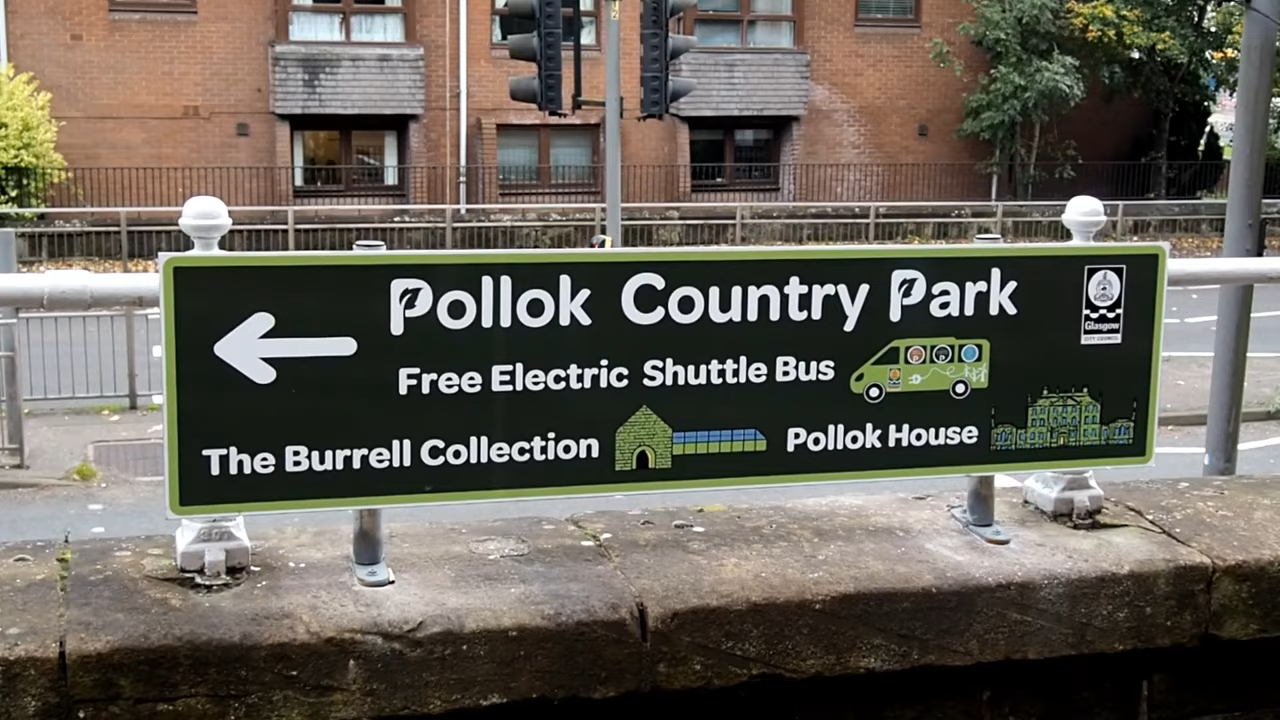 Pollok Country Park
Free Electric Shuttle Bus
The Burrell Collection
Pollok House
Glasgow
CITY COUNCIL